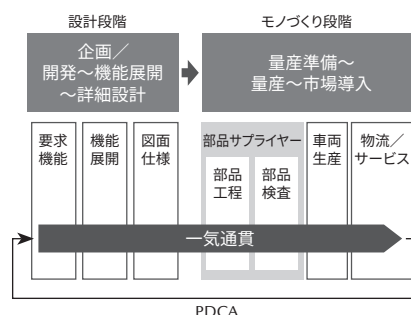 設計段階
モノづくり段階
企画／
開発〜機能展開
〜詳細設計
量産準備〜
量産〜市場導入
要求
機能
機能
展開
図面
仕様
部品サプライヤー
部品
工程
部品
検査
車両
生産
物流／
サービス
一気通貫
PDCA